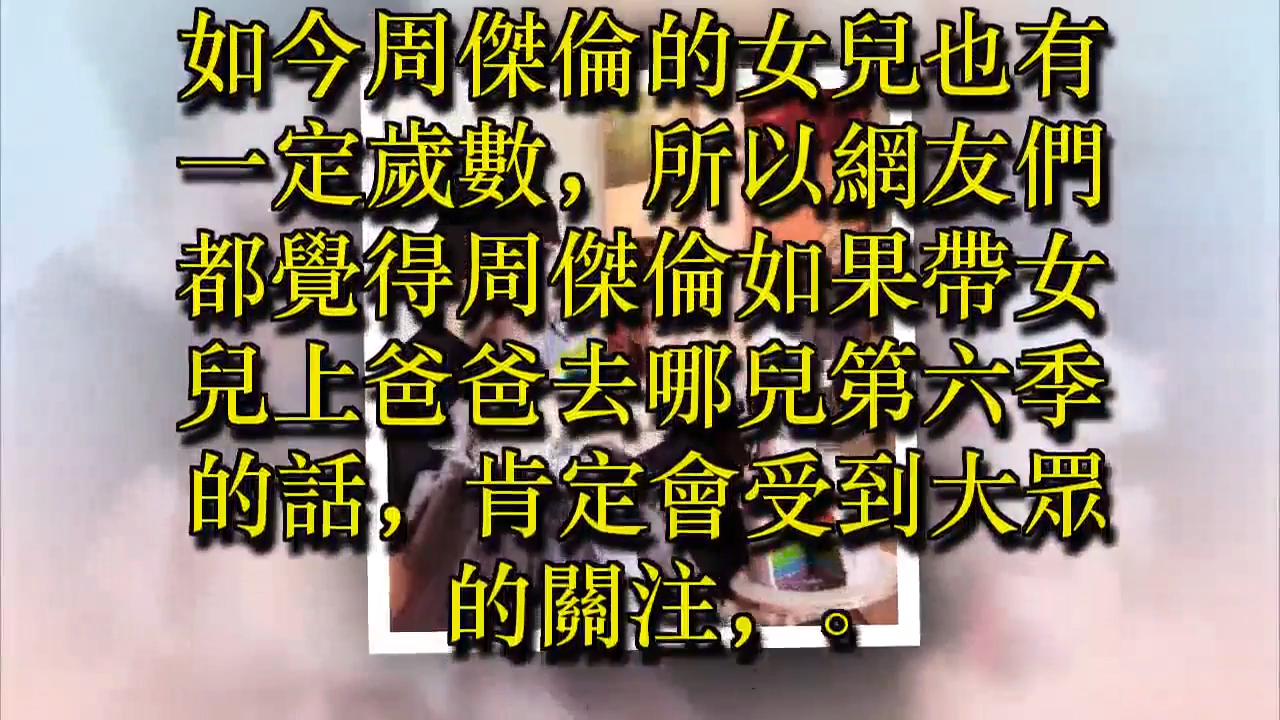 如今周傑倫的女兒也有
一定歲數，所以網友們
都覺得周傑倫如果帶女
兒上爸爸去哪兒第六季
的話，肯定會受到大眾
的關注，。